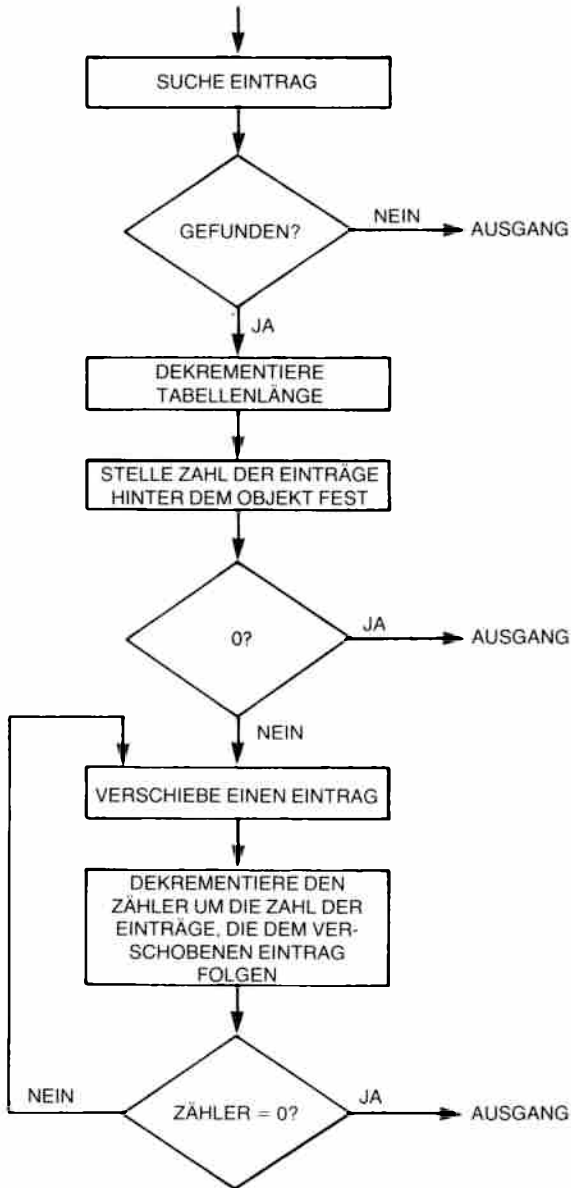 SUCHE EINTRAG
GEFUNDEN?
NEIN
AUSGANG
JA
DEKREMENTIERE
TABELLENLÄNGE
STELLE ZAHL DER EINTRÄGE
HINTER DEM OBJEKT FEST
0?
JA
AUSGANG
NEIN
VERSCHIEBE EINEN EINTRAG
DEKREMENTIERE DEN
ZÄHLER UM DIE ZAHL DER
EINTRÄGE, DIE DEM VER-
SCHOBENEN EINTRAG
FOLGEN
NEIN
ZÄHLER = 0?
JA
AUSGANG